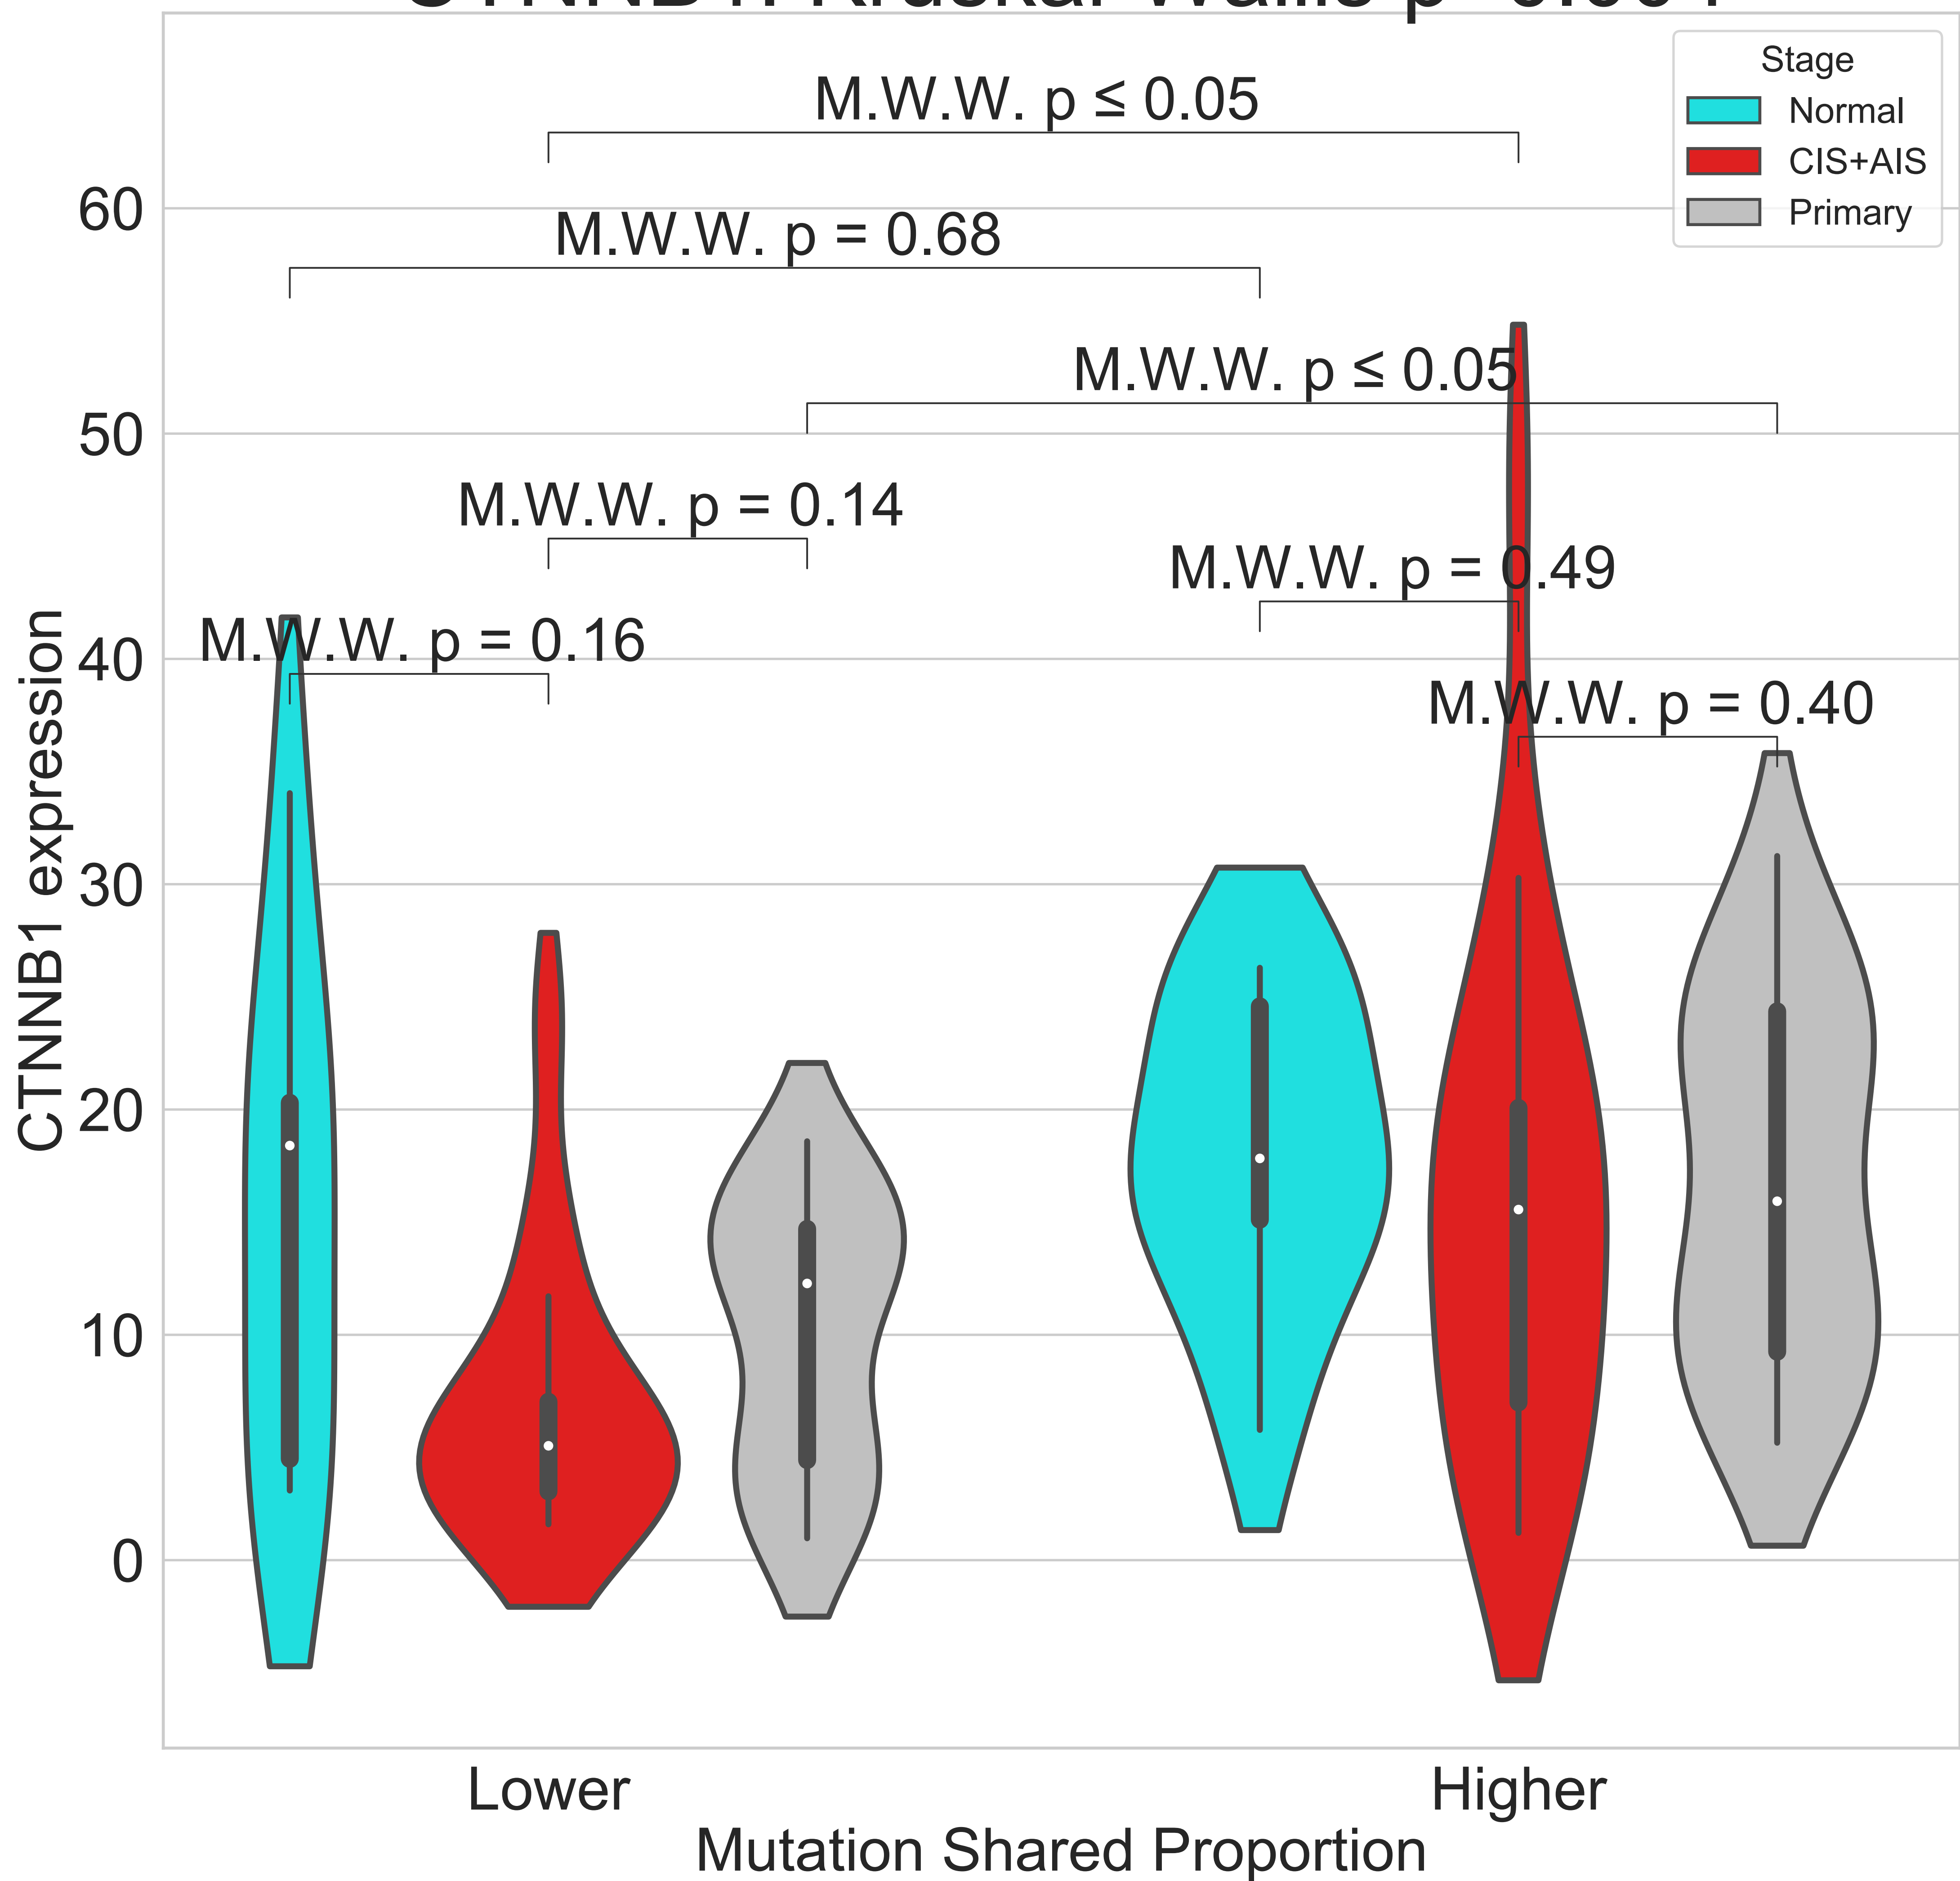 Stage
Normal
CIS+AIS
Primary
M.W.W. p ≤ 0.05
M.W.W. p = 0.68
M.W.W. p ≤ 0.05
M.W.W. p = 0.14
M.W.W. p = 0.49
M.W.W. p = 0.16
M.W.W. p = 0.40
CTNNB1 expression
60
50
40
30
20
10
0
Lower
Higher
Mutation Shared Proportion